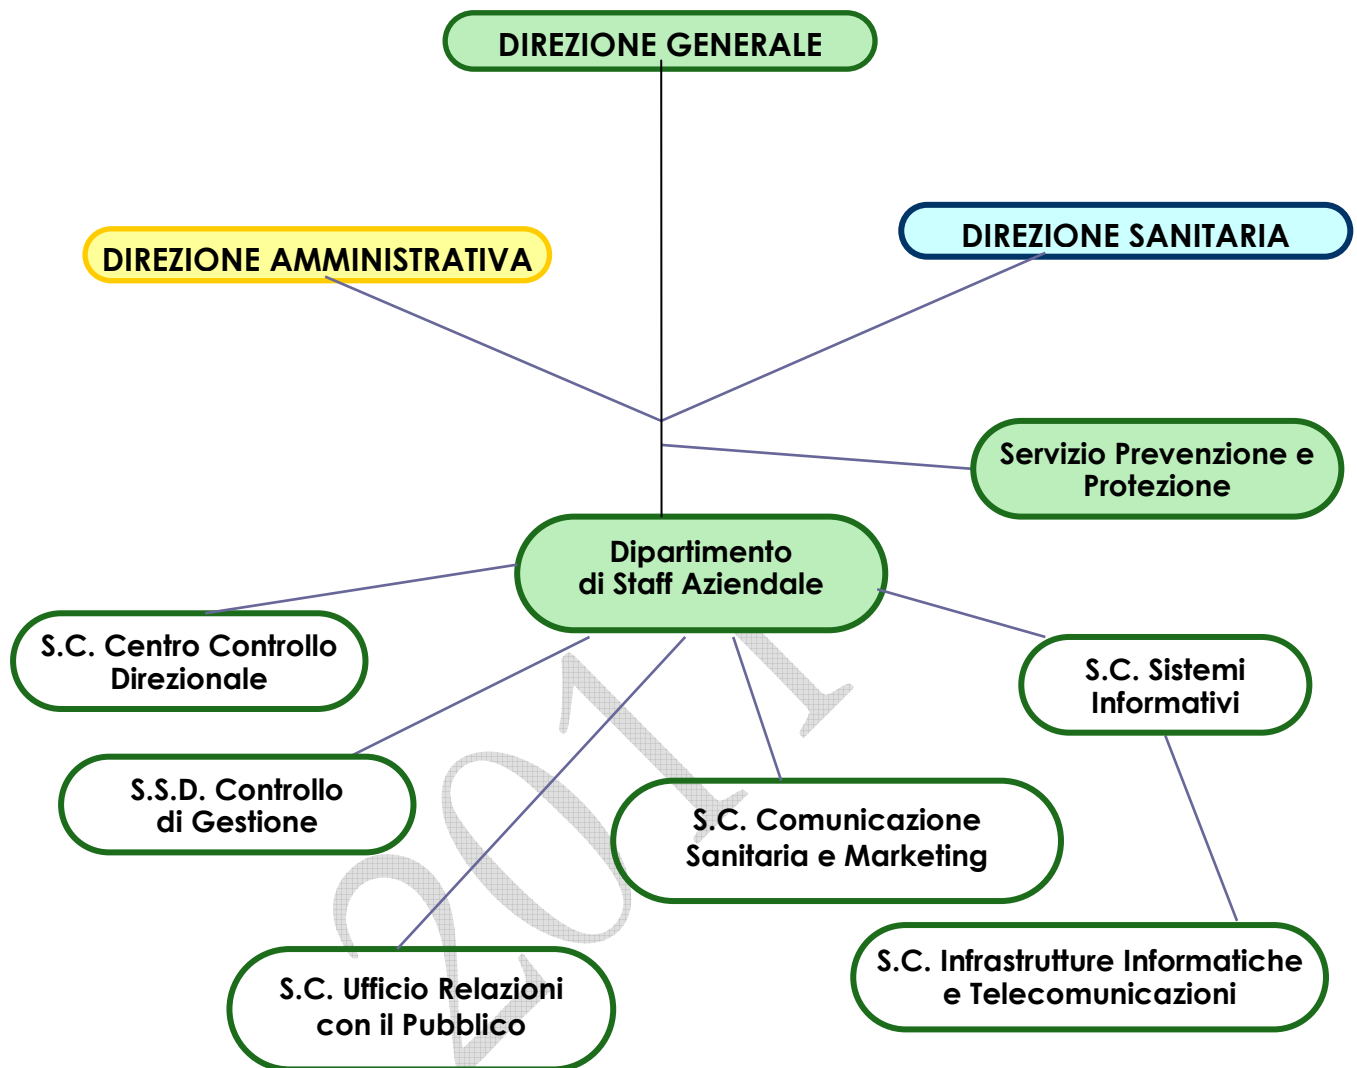 DIREZIONE GENERALE
DIREZIONE AMMINISTRATIVA
DIREZIONE SANITARIA
Servizio Prevenzione e
Protezione
Dipartimento
di Staff Aziendale
S.C. Centro Controllo
Direzionale
S.C. Sistemi
Informativi
S.S.D. Controllo
di Gestione
S.C. Comunicazione
Sanitaria e Marketing
S.C. Ufficio Relazioni
con il Pubblico
S.C. Infrastrutture Informatiche
e Telecomunicazioni
2011